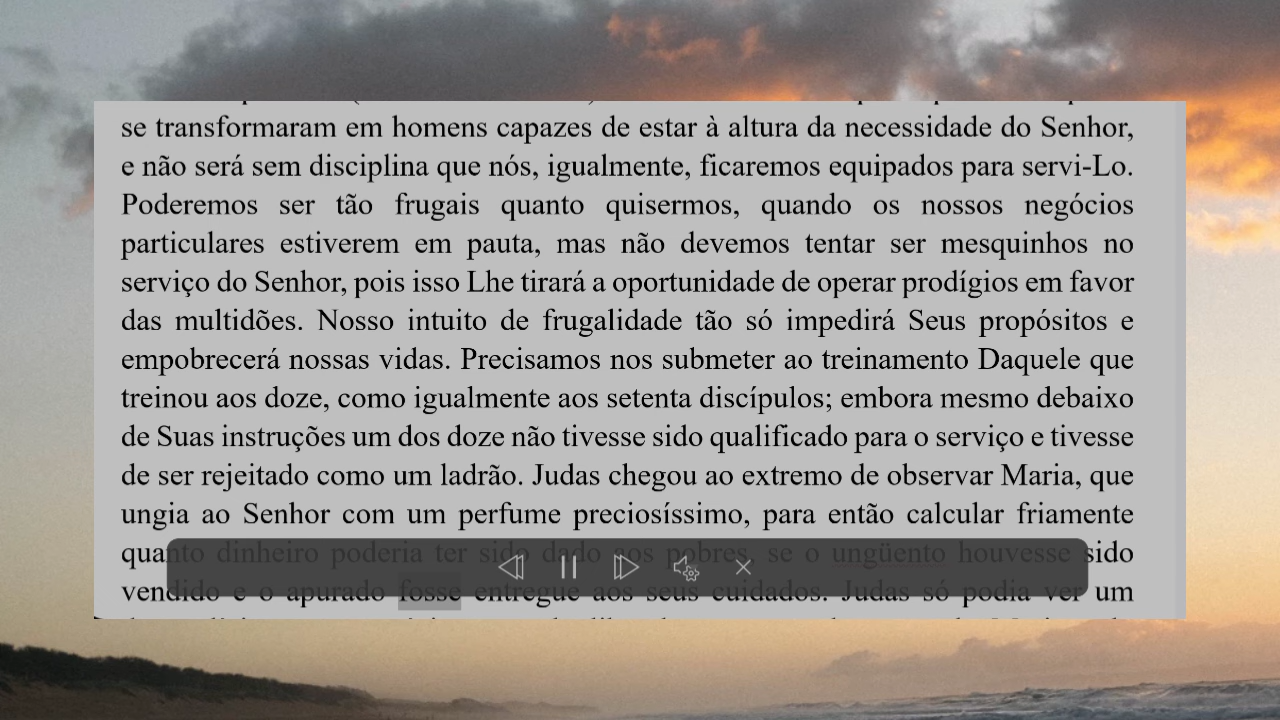 se transformaram em homens capazes de estar à altura da necessidade do Senhor,
e não será sem disciplina que nós, igualmente, ficaremos equipados para servi-Lo.
Poderemos ser tão frugais quanto quisermos, quando os nossos negócios
particulares estiverem em pauta, mas não devemos tentar ser mesquinhos no
serviço do Senhor, pois isso Lhe tirará a oportunidade de operar prodígios em favor
das multidões. Nosso intuito de frugalidade tão só impedirá Seus propósitos e
empobrecerá nossas vidas. Precisamos nos submeter ao treinamento Daquele que
treinou aos doze, como igualmente aos setenta discípulos; embora mesmo debaixo
de Suas instruções um dos doze não tivesse sido qualificado para o serviço e tivesse
de ser rejeitado como um ladrão. Judas chegou ao extremo de observar Maria, que
ungia ao Senhor com um perfume preciosíssimo, para então calcular friamente
quanto dinheiro poderia ter sido dado aos pobres, se o ungüento houvesse sido
vendido e o apurado fosse entregue aos seus cuidados. Judas só podia ver um